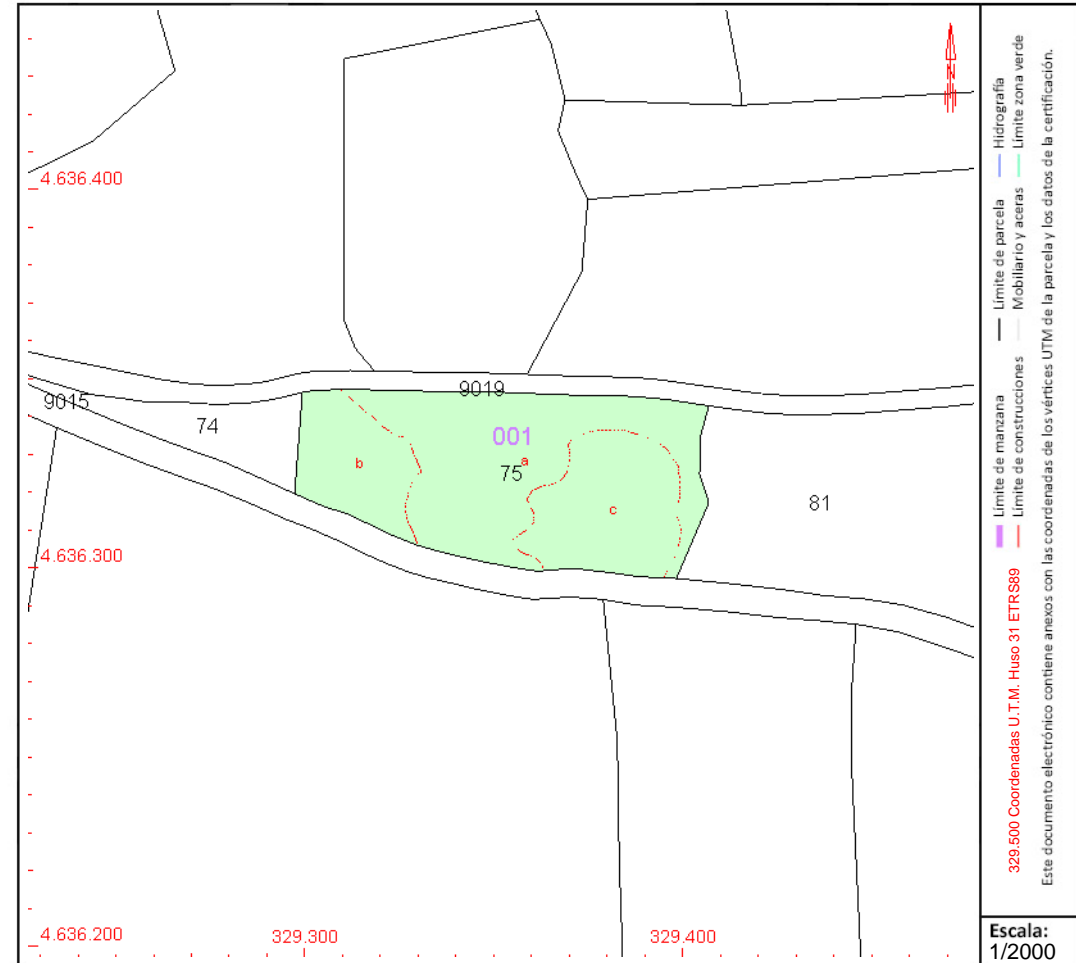 4.636.400
9019
9015
74
001
a
b
75
81
c
4.636.300
4.636.200
329.300
329.400
N
Límite de manzana
Límite de parcela
Hidrografía
Límite de construcciones
Mobiliario y aceras
Límite zona verde
329.500 Coordenadas U.T.M. Huso 31 ETRS89
Este documento electrónico contiene anexos con las coordenadas de los vértices UTM de la parcela y los datos de la certificación.
Escala:
1/2000